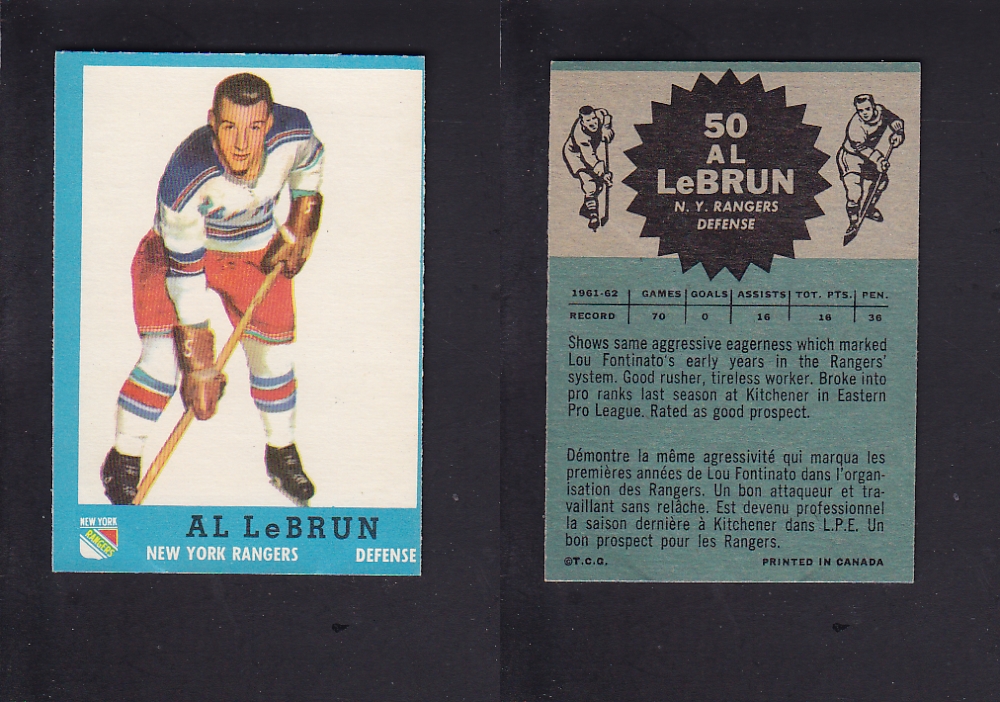 AL LeBRUN
NEW YORK RANGERS DEFENSE
NEW YORK
RANGERS
50
AL
LeBRUN
N. Y. RANGERS
DEFENSE
1961-62 GAMES GOALS ASSISTS TOT. PTS. PEN.
RECORD 70 0 16 16 36
Shows same aggressive eagerness which marked
Lou Fontinato's early years in the Rangers'
system. Good rusher, tireless worker. Broke into
pro ranks last season at Kitchener in Eastern
Pro League. Rated as good prospect.
Démontre la même agressivité qui marqua les
premières années de Lou Fontinato dans l'organ-
isation des Rangers. Un bon attaqueur et tra-
vaillant sans relâche. Est devenu professionnel
la saison dernière à Kitchener dans L.P.E. Un
bon prospect pour les Rangers.
©T.C.G. PRINTED IN CANADA